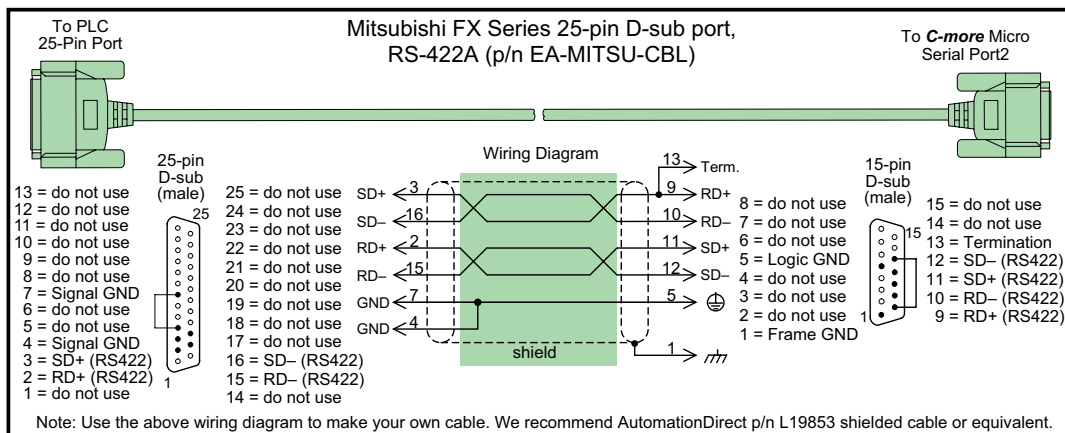 To PLC
25-Pin Port
Mitsubishi FX Series 25-pin D-sub port,
RS-422A (p/n EA-MITSU-CBL)
To C-more Micro
Serial Port2
25-pin
D-sub
(male)
13 = do not use
12 = do not use
11 = do not use
10 = do not use
9 = do not use
8 = do not use
7 = Signal GND
6 = do not use
5 = do not use
4 = Signal GND
3 = SD+ (RS422)
2 = RD+ (RS422)
1 = do not use
25
1
25 = do not use
24 = do not use
23 = do not use
22 = do not use
21 = do not use
20 = do not use
19 = do not use
18 = do not use
17 = do not use
16 = SD– (RS422)
15 = RD– (RS422)
14 = do not use
Wiring Diagram
13 Term.
SD+ 3 9 RD+
SD– 16 10 RD–
RD+ 2 11 SD+
RD– 15 12 SD–
GND 7 5
GND 4
shield
1
8 = do not use
7 = do not use
6 = do not use
5 = Logic GND
4 = do not use
3 = do not use
2 = do not use
1 = Frame GND
15-pin
D-sub
(male)
15
1
15 = do not use
14 = do not use
13 = Termination
12 = SD– (RS422)
11 = SD+ (RS422)
10 = RD– (RS422)
9 = RD+ (RS422)
Note: Use the above wiring diagram to make your own cable. We recommend AutomationDirect p/n L19853 shielded cable or equivalent.